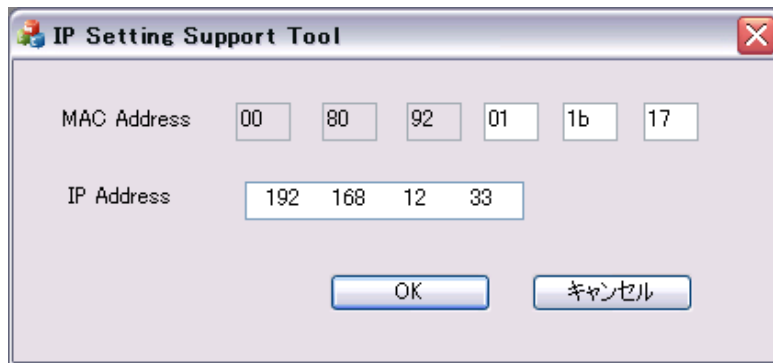 IP Setting Support Tool
MAC Address 00 80 92 01 1b 17
IP Address 192 168 12 33
OK キャンセル